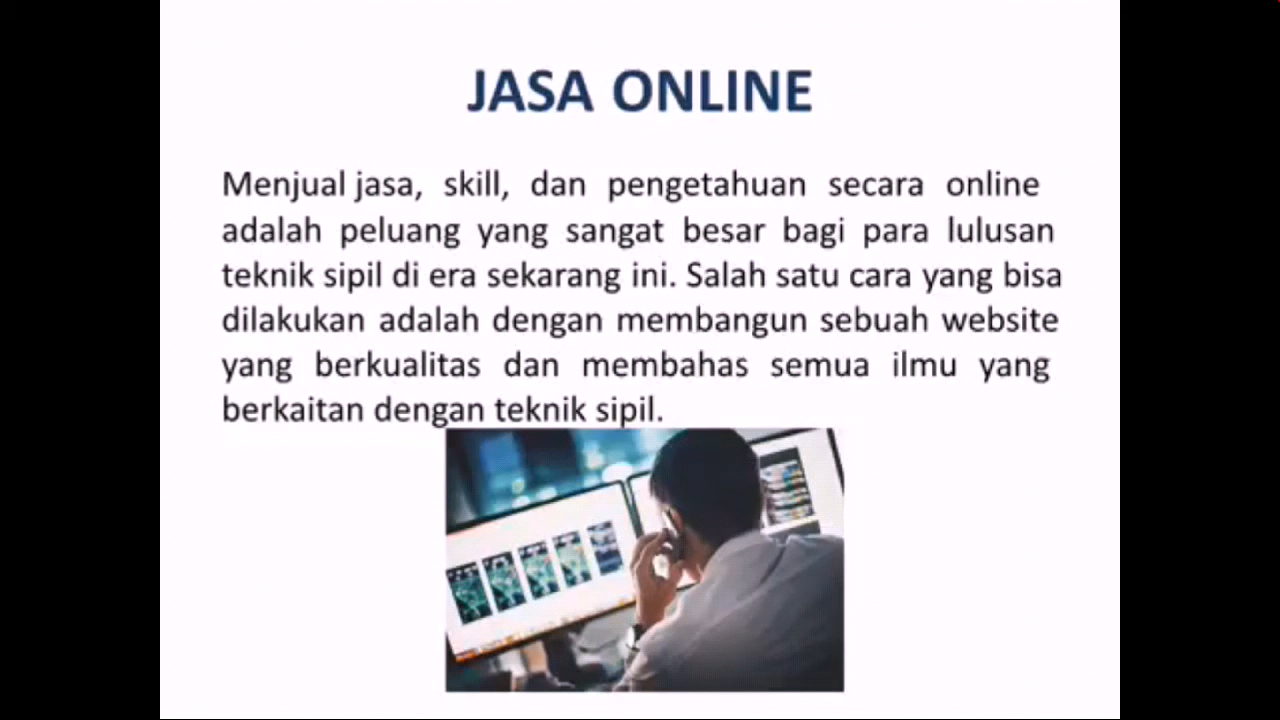 JASA ONLINE
Menjual jasa, skill, dan pengetahuan secara online
adalah peluang yang sangat besar bagi para lulusan
teknik sipil di era sekarang ini. Salah satu cara yang bisa
dilakukan adalah dengan membangun sebuah website
yang berkualitas dan membahas semua ilmu yang
berkaitan dengan teknik sipil.